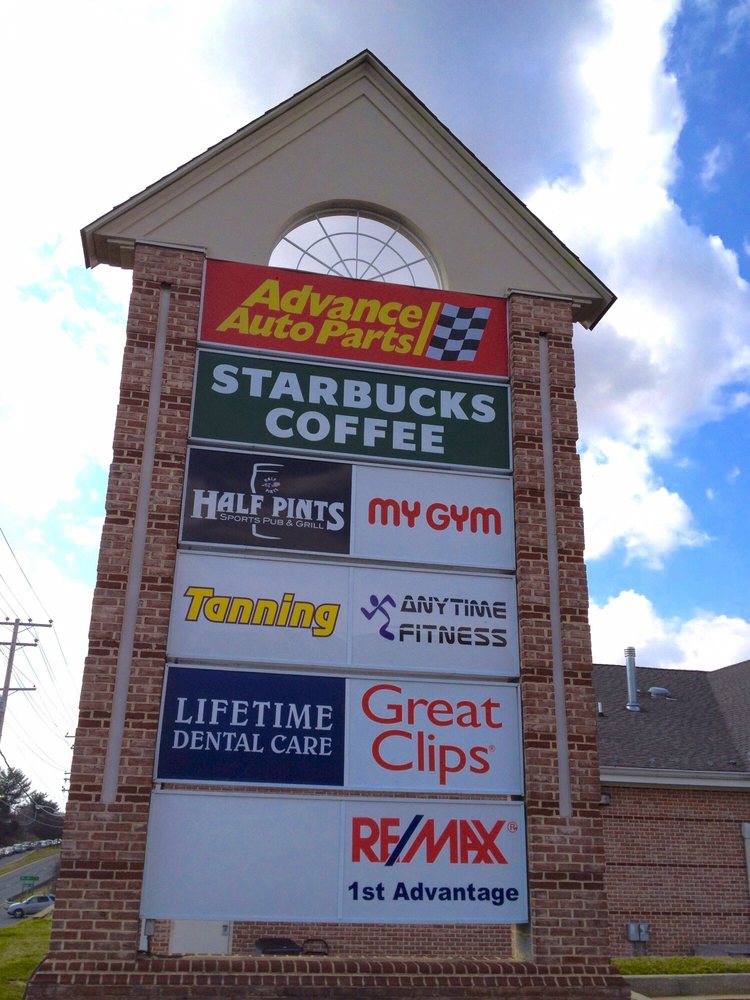 Advance
Auto Parts
STARBUCKS
COFFEE
HALF PINTS
SPORTS PUB & GRILL
MY GYM
Tanning
ANYTIME
FITNESS
LIFETIME
DENTAL CARE
Great
Clips®
RE/MAX®
1st Advantage